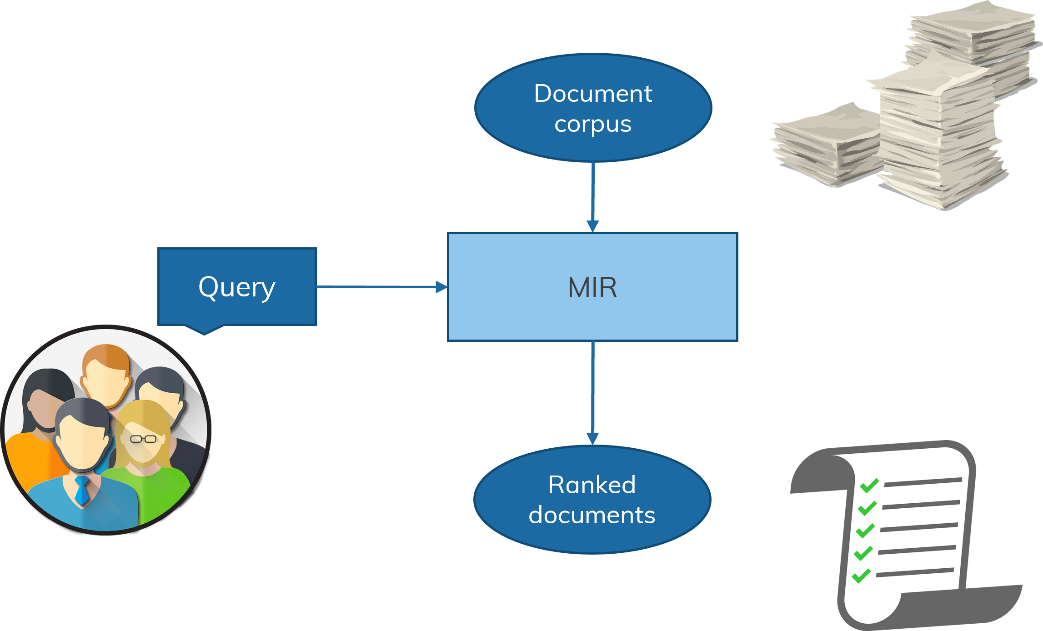 Document
corpus
Query
MIR
Ranked
documents